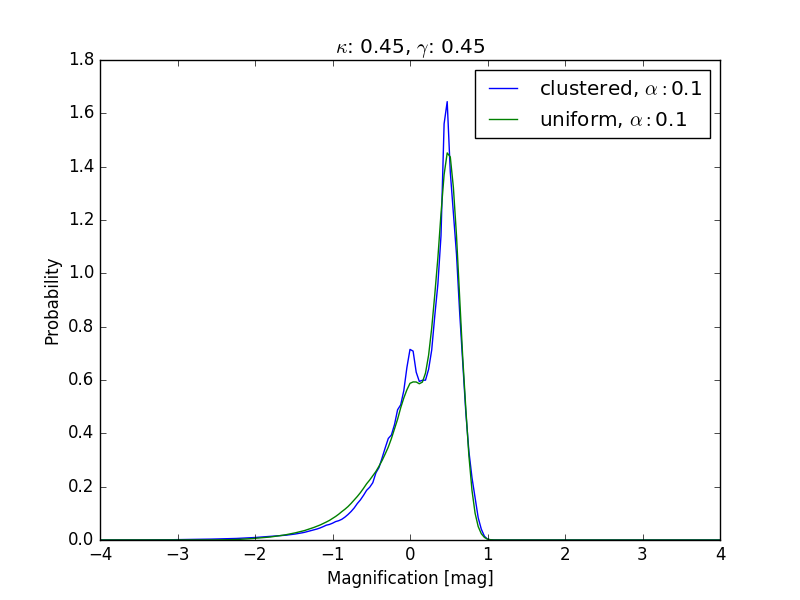 κ: 0.45, γ: 0.45
clustered, α:0.1
uniform, α:0.1
Probability
1.8
1.6
1.4
1.2
1.0
0.8
0.6
0.4
0.2
0.0
−4 −3 −2 −1 0 1 2 3 4
Magnification [mag]